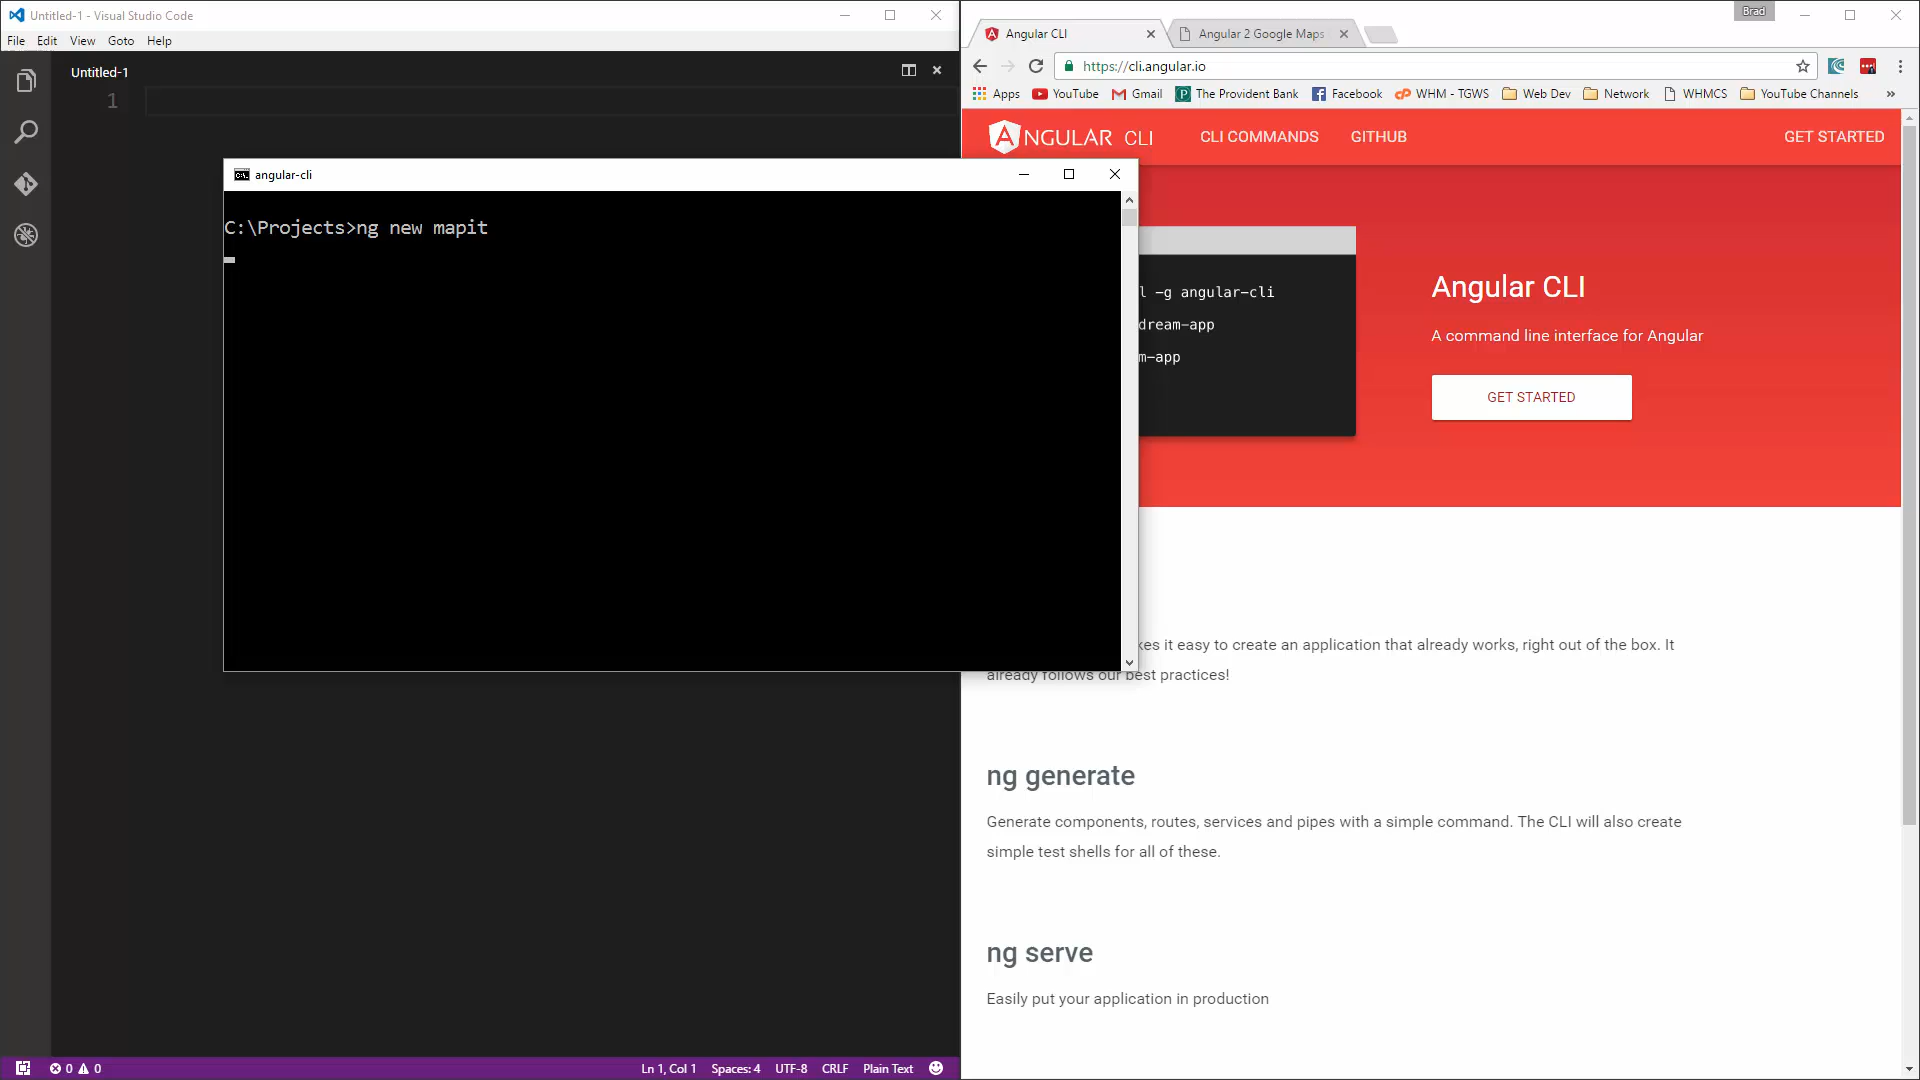 Untitled-1 - Visual Studio Code
File Edit View Goto Help
Untitled-1
1
angular-cli
C:\Projects>ng new mapit
Ln 1, Col 1 Spaces: 4 UTF-8 CRLF Plain Text
0 0
Brad
Angular CLI
Angular 2 Google Maps
https://cli.angular.io
Apps YouTube Gmail The Provident Bank Facebook WHM - TGWS Web Dev Network WHMCS YouTube Channels »
ANGULAR CLI CLI COMMANDS GITHUB GET STARTED
l -g angular-cli
dream-app
m-app
Angular CLI
A command line interface for Angular
GET STARTED
kes it easy to create an application that already works, right out of the box. It
already follows our best practices!
ng generate
Generate components, routes, services and pipes with a simple command. The CLI will also create
simple test shells for all of these.
ng serve
Easily put your application in production